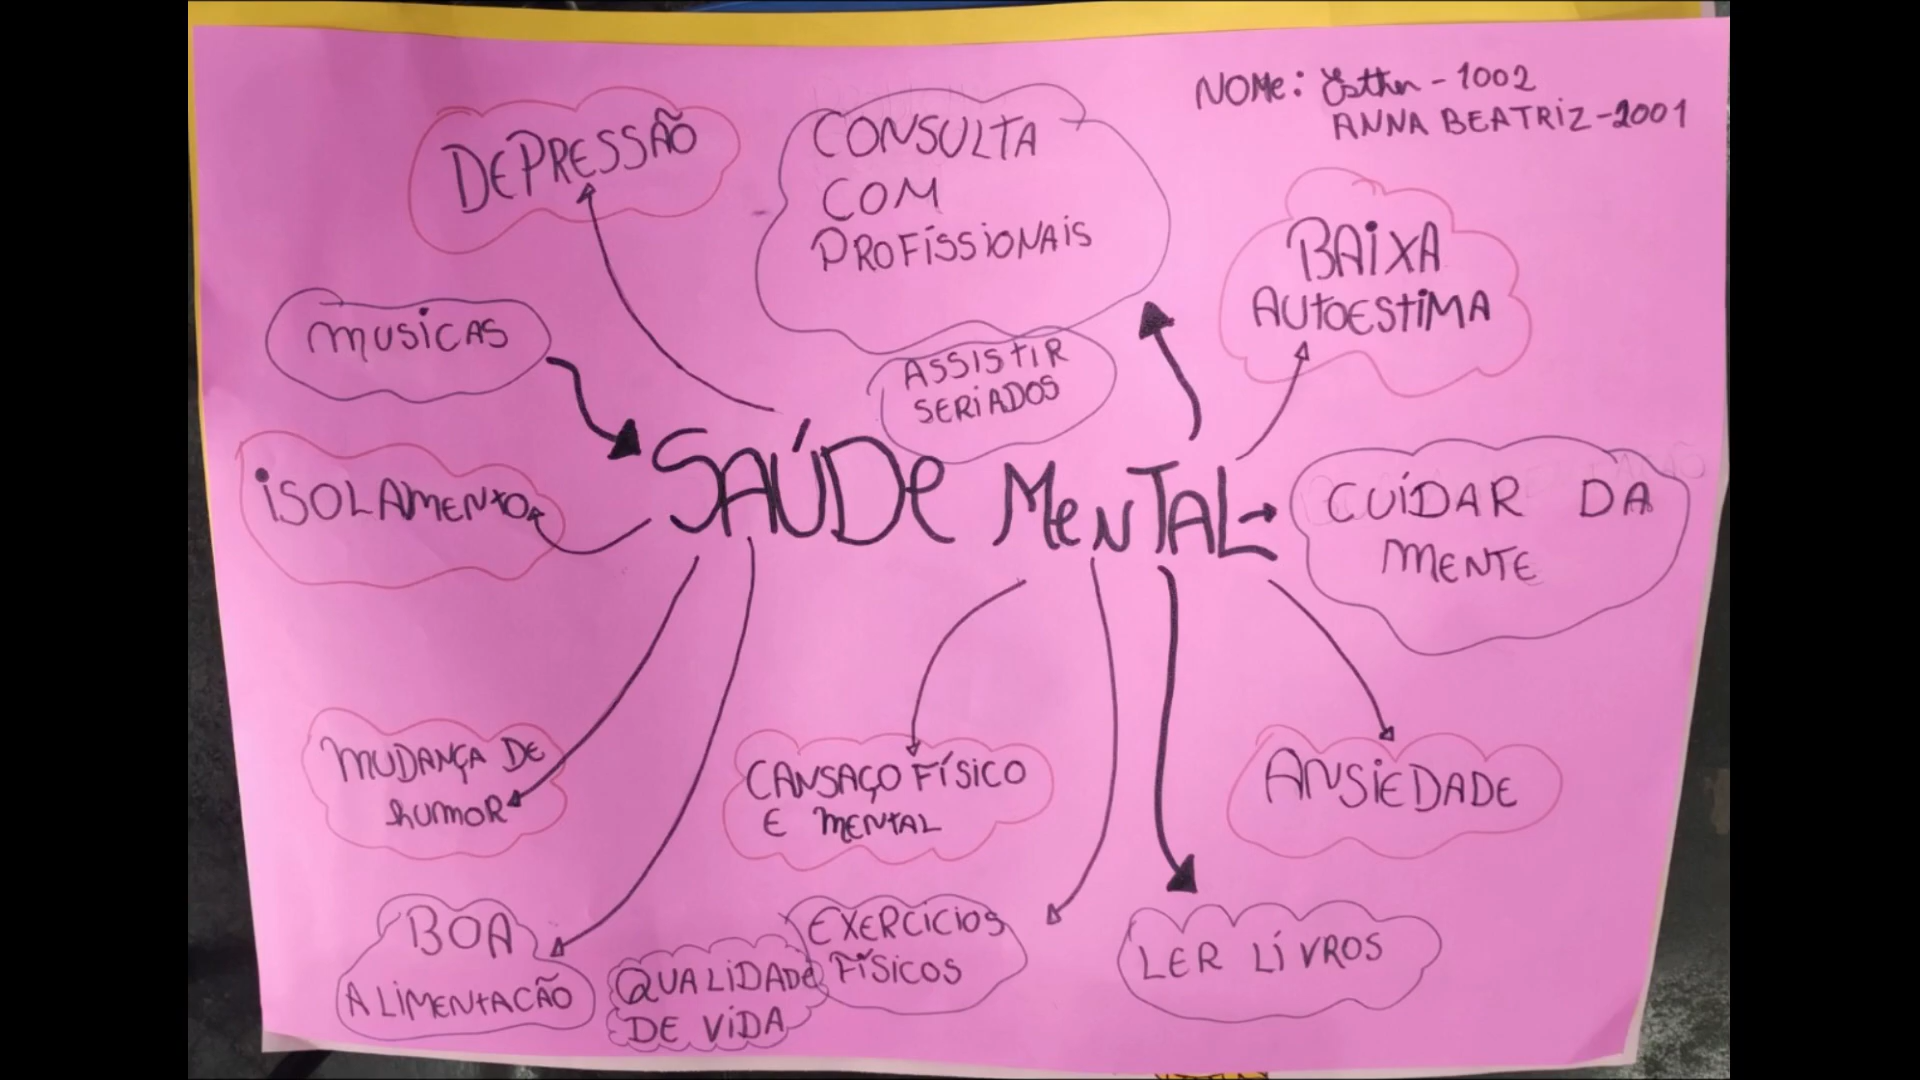 NOMe: Esther - 1002
ANNA BEATRIZ - 2001
DEPRESSÃO
CONSULTA
COM
PROFISSIONAIS
BAIXA
AUTOESTIMA
MUSICAS
ASSISTIR
SERIADOS
ISOLAMENTO
SAÚDE MENTAL
CUIDAR DA
MENTE
MUDANÇA DE
HUMOR
CANSAÇO FÍSICO
E MENTAL
ANSIEDADE
BOA
ALIMENTACÃO
QUALIDADE
DE VIDA
EXERCICIOS
FÍSICOS
LER LIVROS